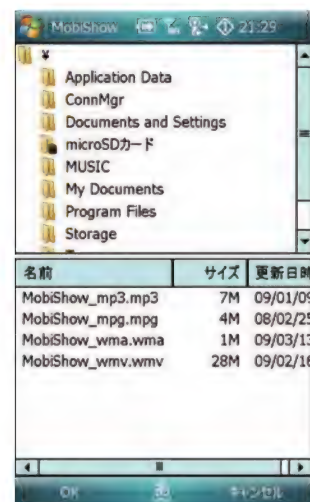 MobiShow 21:29
¥
Application Data
ConnMgr
Documents and Settings
microSDカード
MUSIC
My Documents
Program Files
Storage
名前 サイズ 更新日時
MobiShow_mp3.mp3 7M 09/01/09
MobiShow_mpg.mpg 4M 08/02/25
MobiShow_wma.wma 1M 09/03/13
MobiShow_wmv.wmv 28M 09/02/16
OK キャンセル